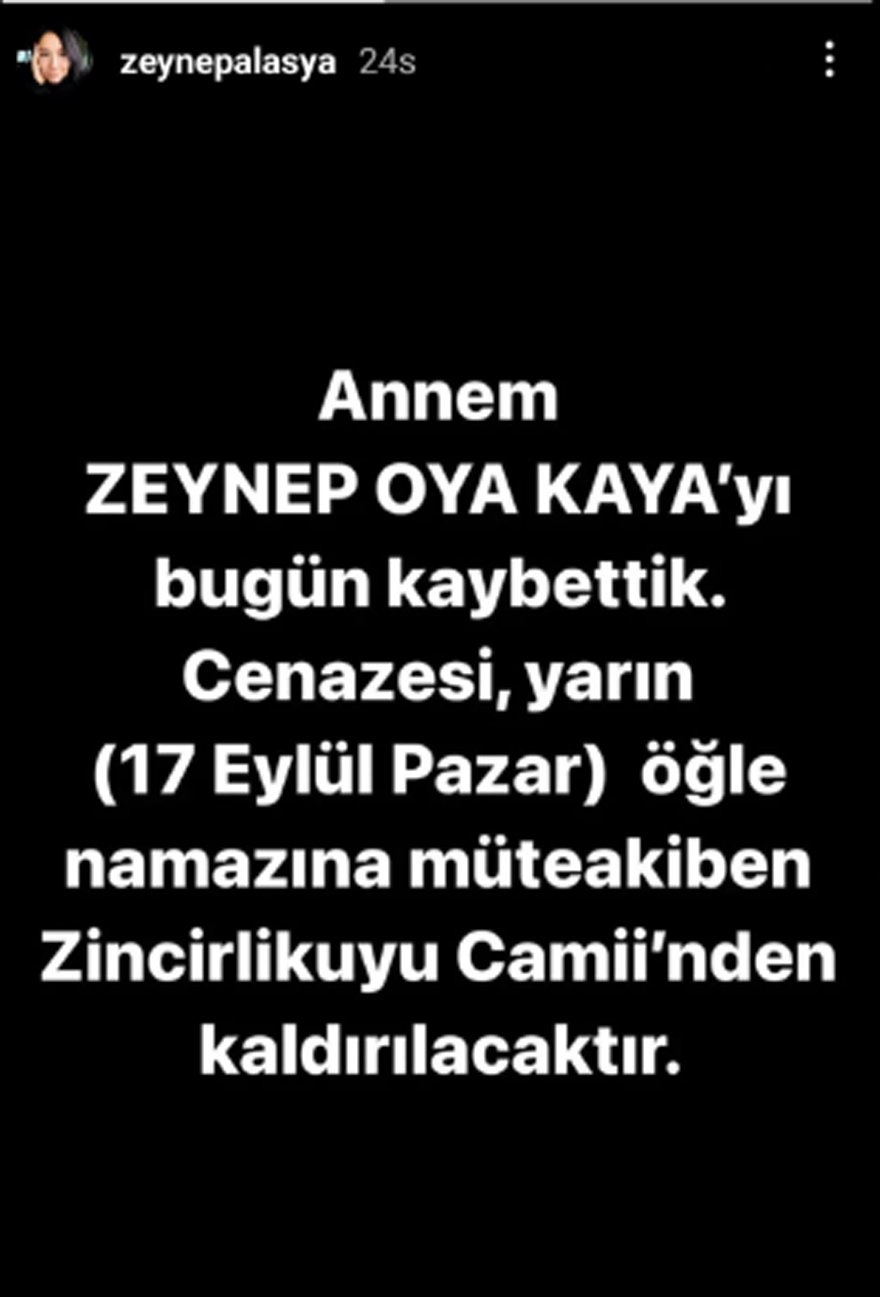 zeynepalasya 24s
Annem
ZEYNEP OYA KAYA'yı
bugün kaybettik.
Cenazesi, yarın
(17 Eylül Pazar) öğle
namazına müteakiben
Zincirlikuyu Camii'nden
kaldırılacaktır.